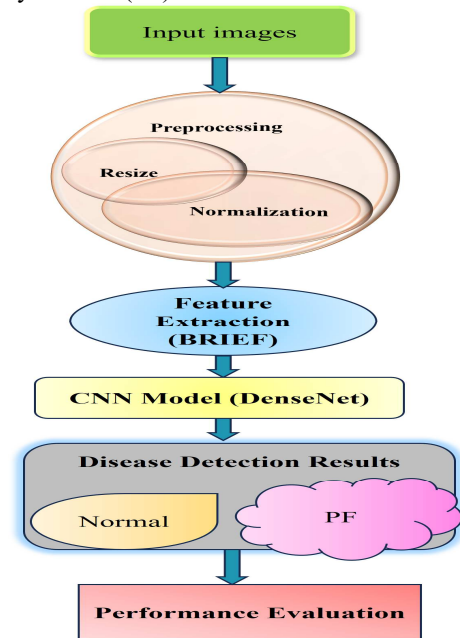 Input images
Preprocessing
Resize
Normalization
Feature
Extraction
(BRIEF)
CNN Model (DenseNet)
Disease Detection Results
Normal
PF
Performance Evaluation